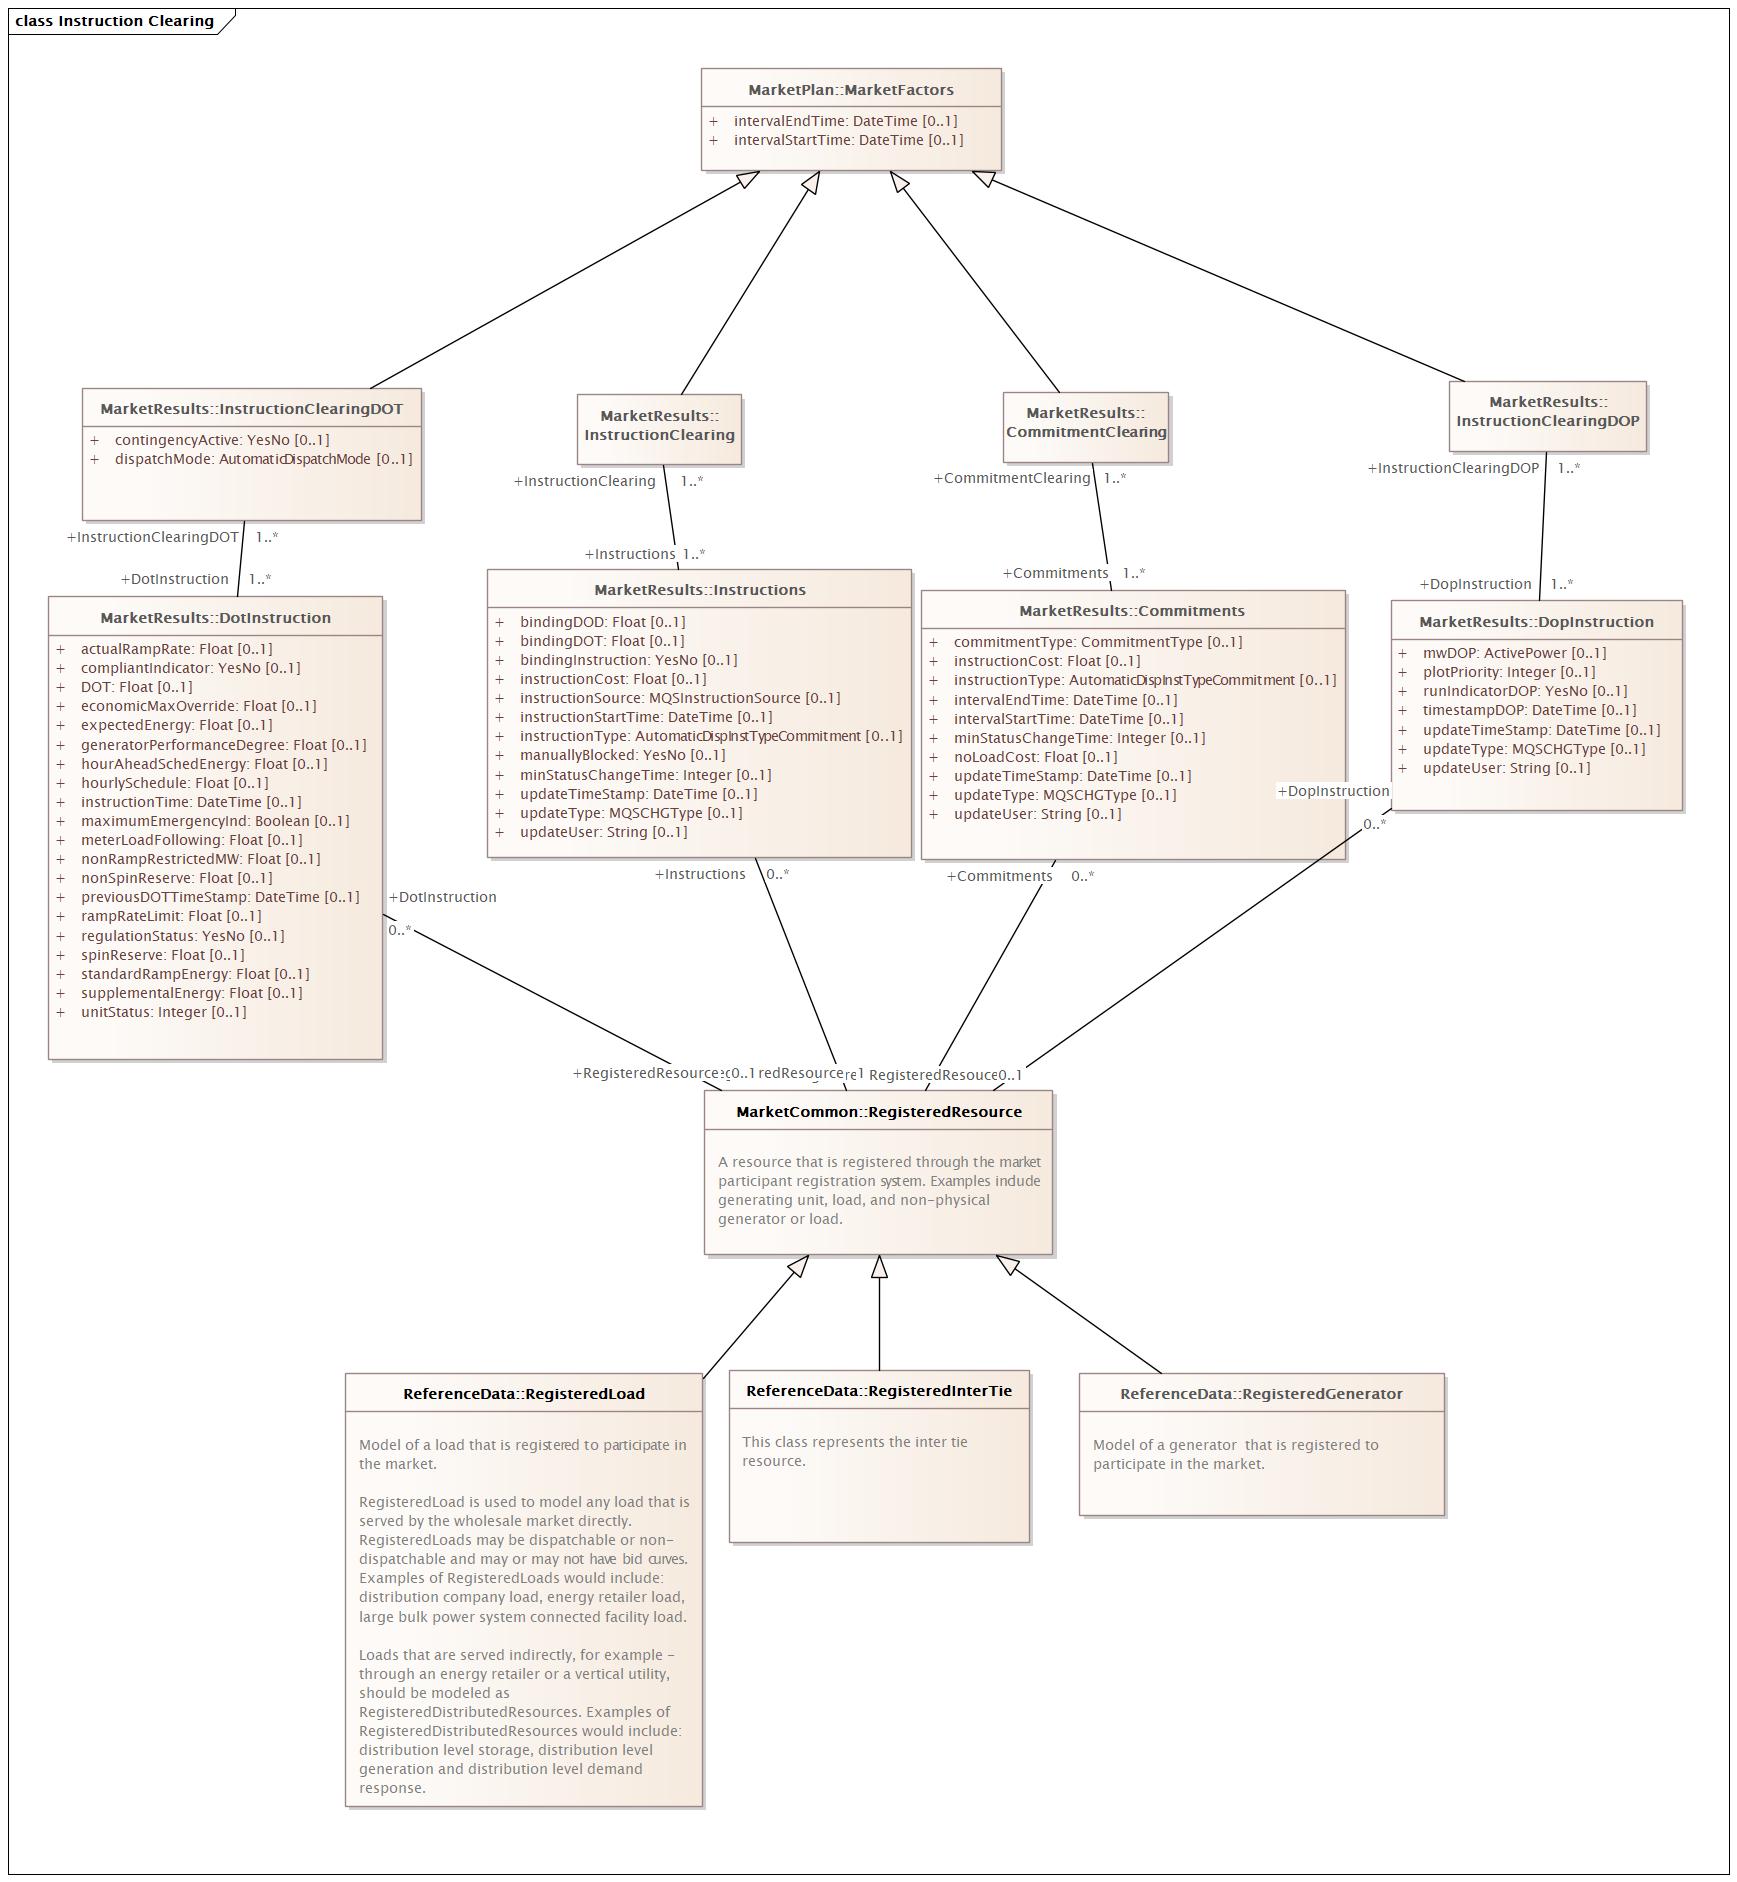 class Instruction Clearing
MarketPlan::MarketFactors
+ intervalEndTime: DateTime [0..1]
+ intervalStartTime: DateTime [0..1]
MarketResults::InstructionClearingDOT
+ contingencyActive: YesNo [0..1]
+ dispatchMode: AutomaticDispatchMode [0..1]
MarketResults::
InstructionClearing
MarketResults::
CommitmentClearing
MarketResults::
InstructionClearingDOP
+InstructionClearingDOT 1..*
+InstructionClearing 1..*
+CommitmentClearing 1..*
+InstructionClearingDOP 1..*
+DotInstruction 1..*
+Instructions 1..*
+Commitments 1..*
+DopInstruction 1..*
MarketResults::DotInstruction
+ actualRampRate: Float [0..1]
+ compliantIndicator: YesNo [0..1]
+ DOT: Float [0..1]
+ economicMaxOverride: Float [0..1]
+ expectedEnergy: Float [0..1]
+ generatorPerformanceDegree: Float [0..1]
+ hourAheadSchedEnergy: Float [0..1]
+ hourlySchedule: Float [0..1]
+ instructionTime: DateTime [0..1]
+ maximumEmergencyInd: Boolean [0..1]
+ meterLoadFollowing: Float [0..1]
+ nonRampRestrictedMW: Float [0..1]
+ nonSpinReserve: Float [0..1]
+ previousDOTTimeStamp: DateTime [0..1]
+ rampRateLimit: Float [0..1]
+ regulationStatus: YesNo [0..1]
+ spinReserve: Float [0..1]
+ standardRampEnergy: Float [0..1]
+ supplementalEnergy: Float [0..1]
+ unitStatus: Integer [0..1]
MarketResults::Instructions
+ bindingDOD: Float [0..1]
+ bindingDOT: Float [0..1]
+ bindingInstruction: YesNo [0..1]
+ instructionCost: Float [0..1]
+ instructionSource: MQSInstructionSource [0..1]
+ instructionStartTime: DateTime [0..1]
+ instructionType: AutomaticDispInstTypeCommitment [0..1]
+ manuallyBlocked: YesNo [0..1]
+ minStatusChangeTime: Integer [0..1]
+ updateTimeStamp: DateTime [0..1]
+ updateType: MQSCHGType [0..1]
+ updateUser: String [0..1]
MarketResults::Commitments
+ commitmentType: CommitmentType [0..1]
+ instructionCost: Float [0..1]
+ instructionType: AutomaticDispInstTypeCommitment [0..1]
+ intervalEndTime: DateTime [0..1]
+ intervalStartTime: DateTime [0..1]
+ minStatusChangeTime: Integer [0..1]
+ noLoadCost: Float [0..1]
+ updateTimeStamp: DateTime [0..1]
+ updateType: MQSCHGType [0..1]
+ updateUser: String [0..1]
MarketResults::DopInstruction
+ mwDOP: ActivePower [0..1]
+ plotPriority: Integer [0..1]
+ runIndicatorDOP: YesNo [0..1]
+ timestampDOP: DateTime [0..1]
+ updateTimeStamp: DateTime [0..1]
+ updateType: MQSCHGType [0..1]
+ updateUser: String [0..1]
+DopInstruction
0..*
+Instructions 0..*
+Commitments 0..*
+DotInstruction
0..*
+RegisteredResource 0..1 redResource 1 RegisteredResouce 0..1
MarketCommon::RegisteredResource
A resource that is registered through the market
participant registration system. Examples include
generating unit, load, and non-physical
generator or load.
ReferenceData::RegisteredLoad
Model of a load that is registered to participate in
the market.
RegisteredLoad is used to model any load that is
served by the wholesale market directly.
RegisteredLoads may be dispatchable or non-
dispatchable and may or may not have bid curves.
Examples of RegisteredLoads would include:
distribution company load, energy retailer load,
large bulk power system connected facility load.
Loads that are served indirectly, for example -
through an energy retailer or a vertical utility,
should be modeled as
RegisteredDistributedResources. Examples of
RegisteredDistributedResources would include:
distribution level storage, distribution level
generation and distribution level demand
response.
ReferenceData::RegisteredInterTie
This class represents the inter tie
resource.
ReferenceData::RegisteredGenerator
Model of a generator  that is registered to
participate in the market.